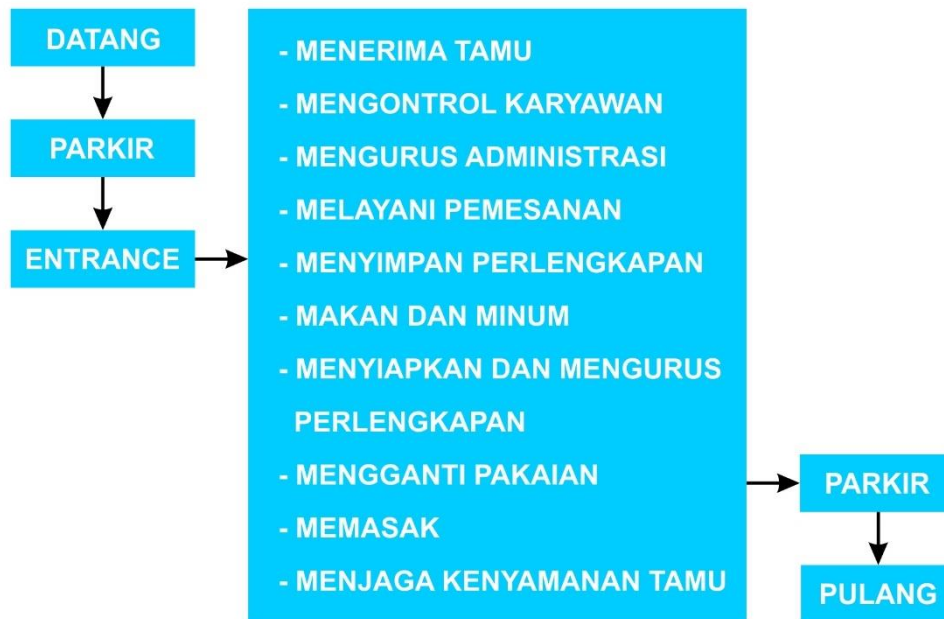 DATANG
PARKIR
ENTRANCE
- MENERIMA TAMU
- MENGONTROL KARYAWAN
- MENGURUS ADMINISTRASI
- MELAYANI PEMESANAN
- MENYIMPAN PERLENGKAPAN
- MAKAN DAN MINUM
- MENYIAPKAN DAN MENGURUS
PERLENGKAPAN
- MENGGANTI PAKAIAN
- MEMASAK
- MENJAGA KENYAMANAN TAMU
PARKIR
PULANG